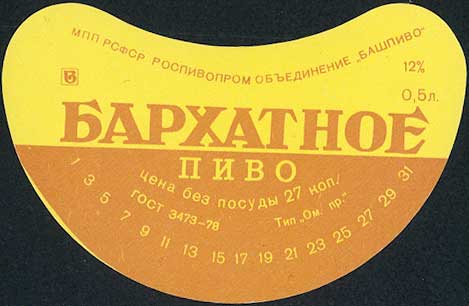 МПП РСФСР РОСПИВОПРОМ ОБЪЕДИНЕНИЕ „БАШПИВО"
12%
0,5 л.
БАРХАТНОЕ
ПИВО
цена без посуды 27 коп/
ГОСТ 3473-78
Тип „Ом. пр."
1 3 5 7 9 11 13 15 17 19 21 23 25 27 29 31